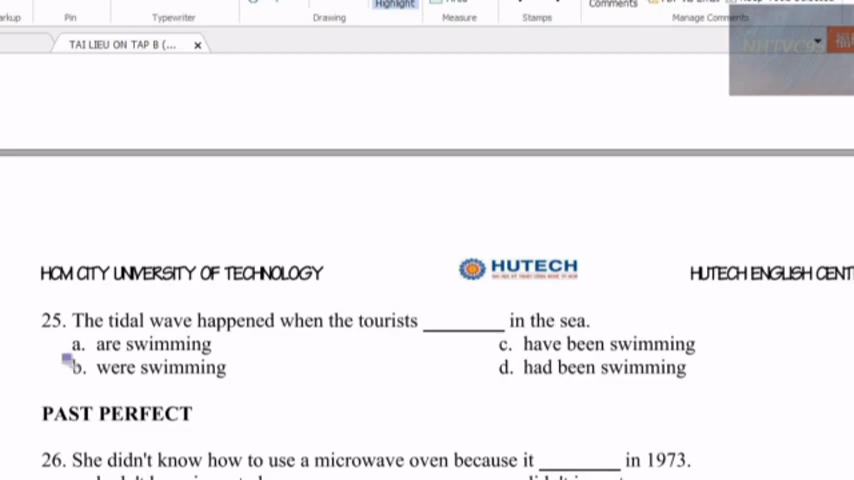 Highlight
Comments
Pin
Typewriter
Drawing
Measure
Stamps
Manage Comments
TAI LIEU ON TAP B (... x
NHTVC93
HCM CITY UNIVERSITY OF TECHNOLOGY
HUTECH
HUTECH ENGLISH CENT
25. The tidal wave happened when the tourists ________ in the sea.
a. are swimming
c. have been swimming
b. were swimming
d. had been swimming
PAST PERFECT
26. She didn't know how to use a microwave oven because it ________ in 1973.